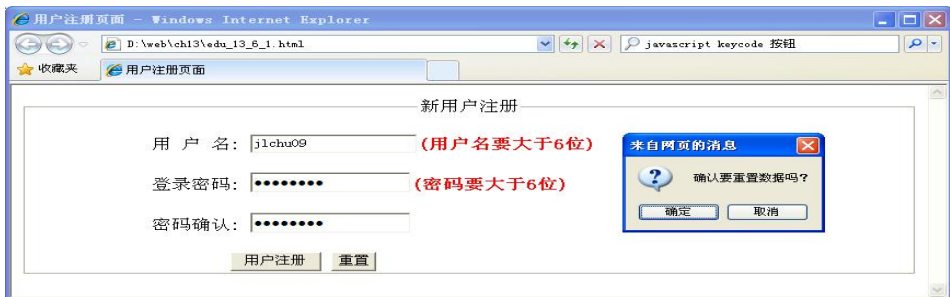 用户注册页面 - Windows Internet Explorer
D:\web\ch13\edu_13_6_1.html
javascript keycode 按钮
收藏夹
用户注册页面
新用户注册
用 户 名: jlchu09 (用户名要大于6位)
登录密码: •••••••• (密码要大于6位)
密码确认: ••••••••
用户注册 重置
来自网页的消息
确认要重置数据吗?
确定 取消